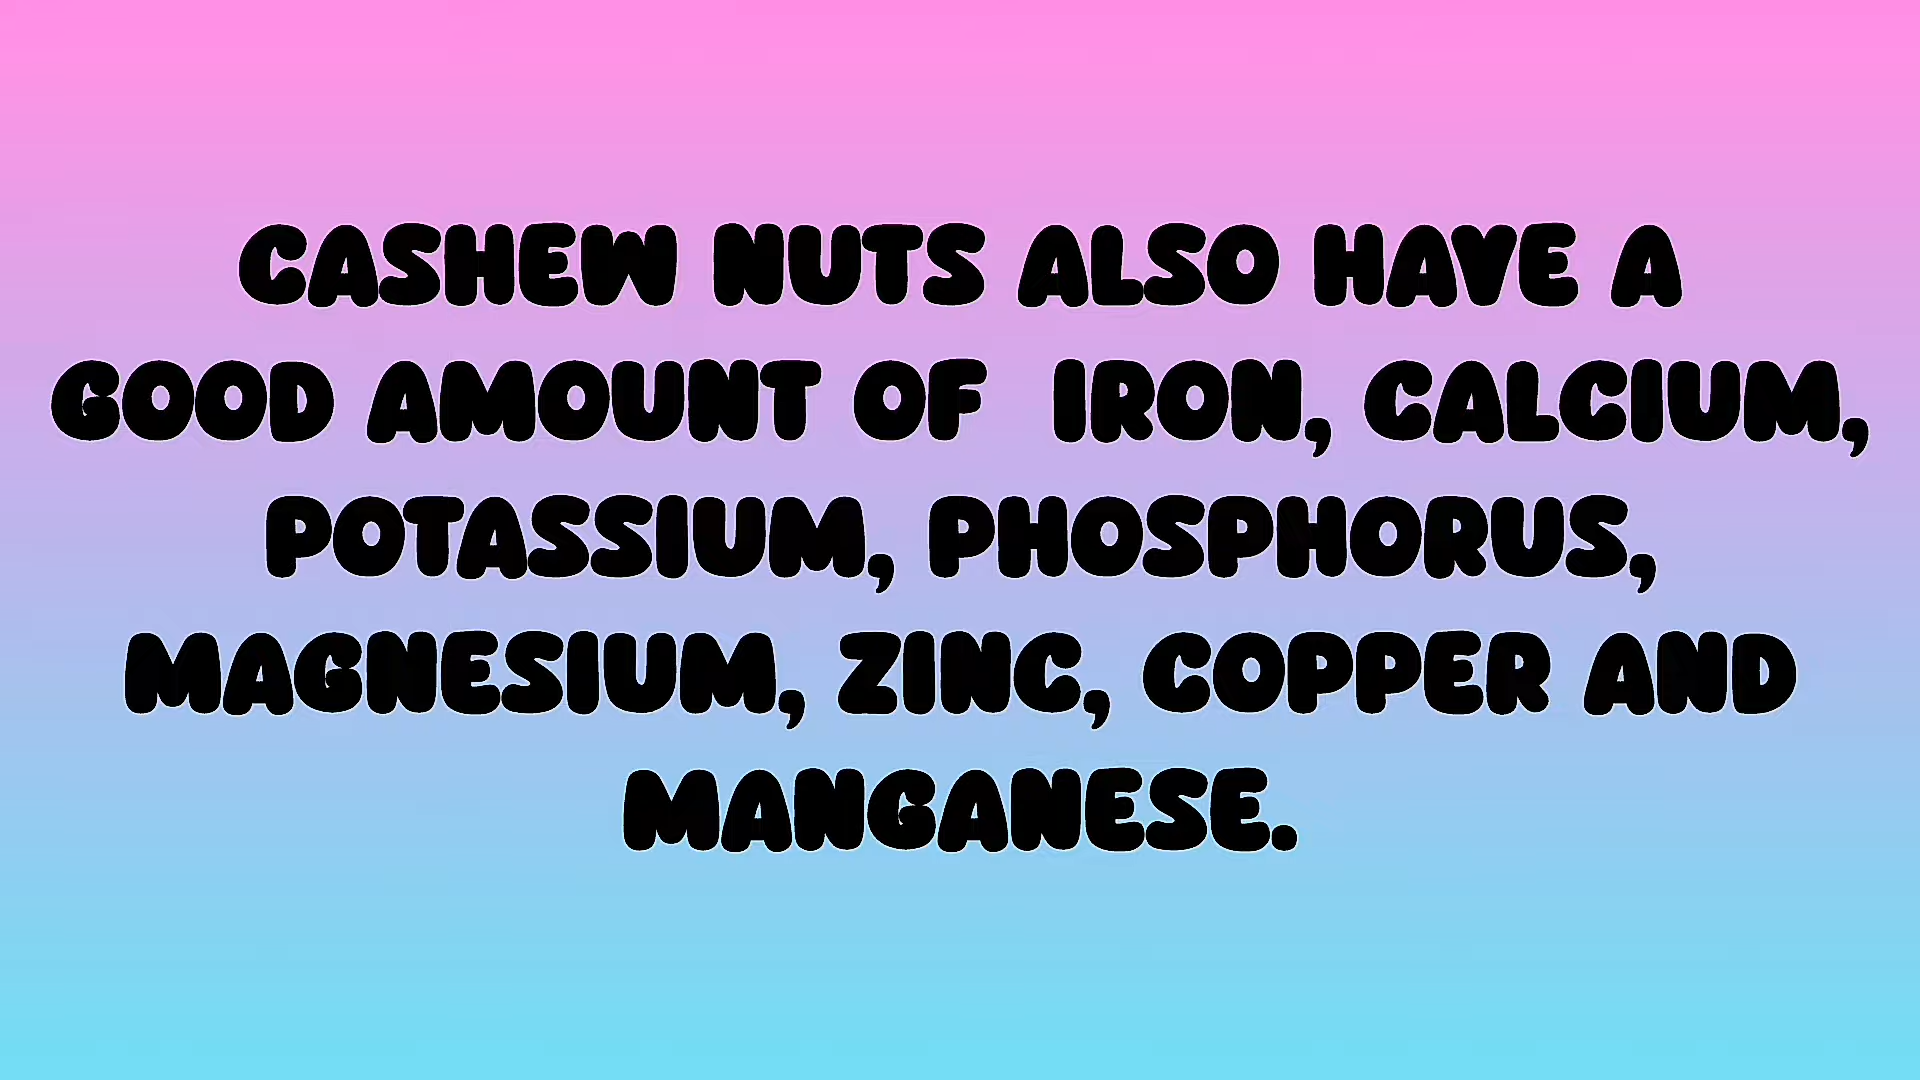 CASHEW NUTS ALSO HAVE A
GOOD AMOUNT OF  IRON, CALCIUM,
POTASSIUM, PHOSPHORUS,
MAGNESIUM, ZINC, COPPER AND
MANGANESE.